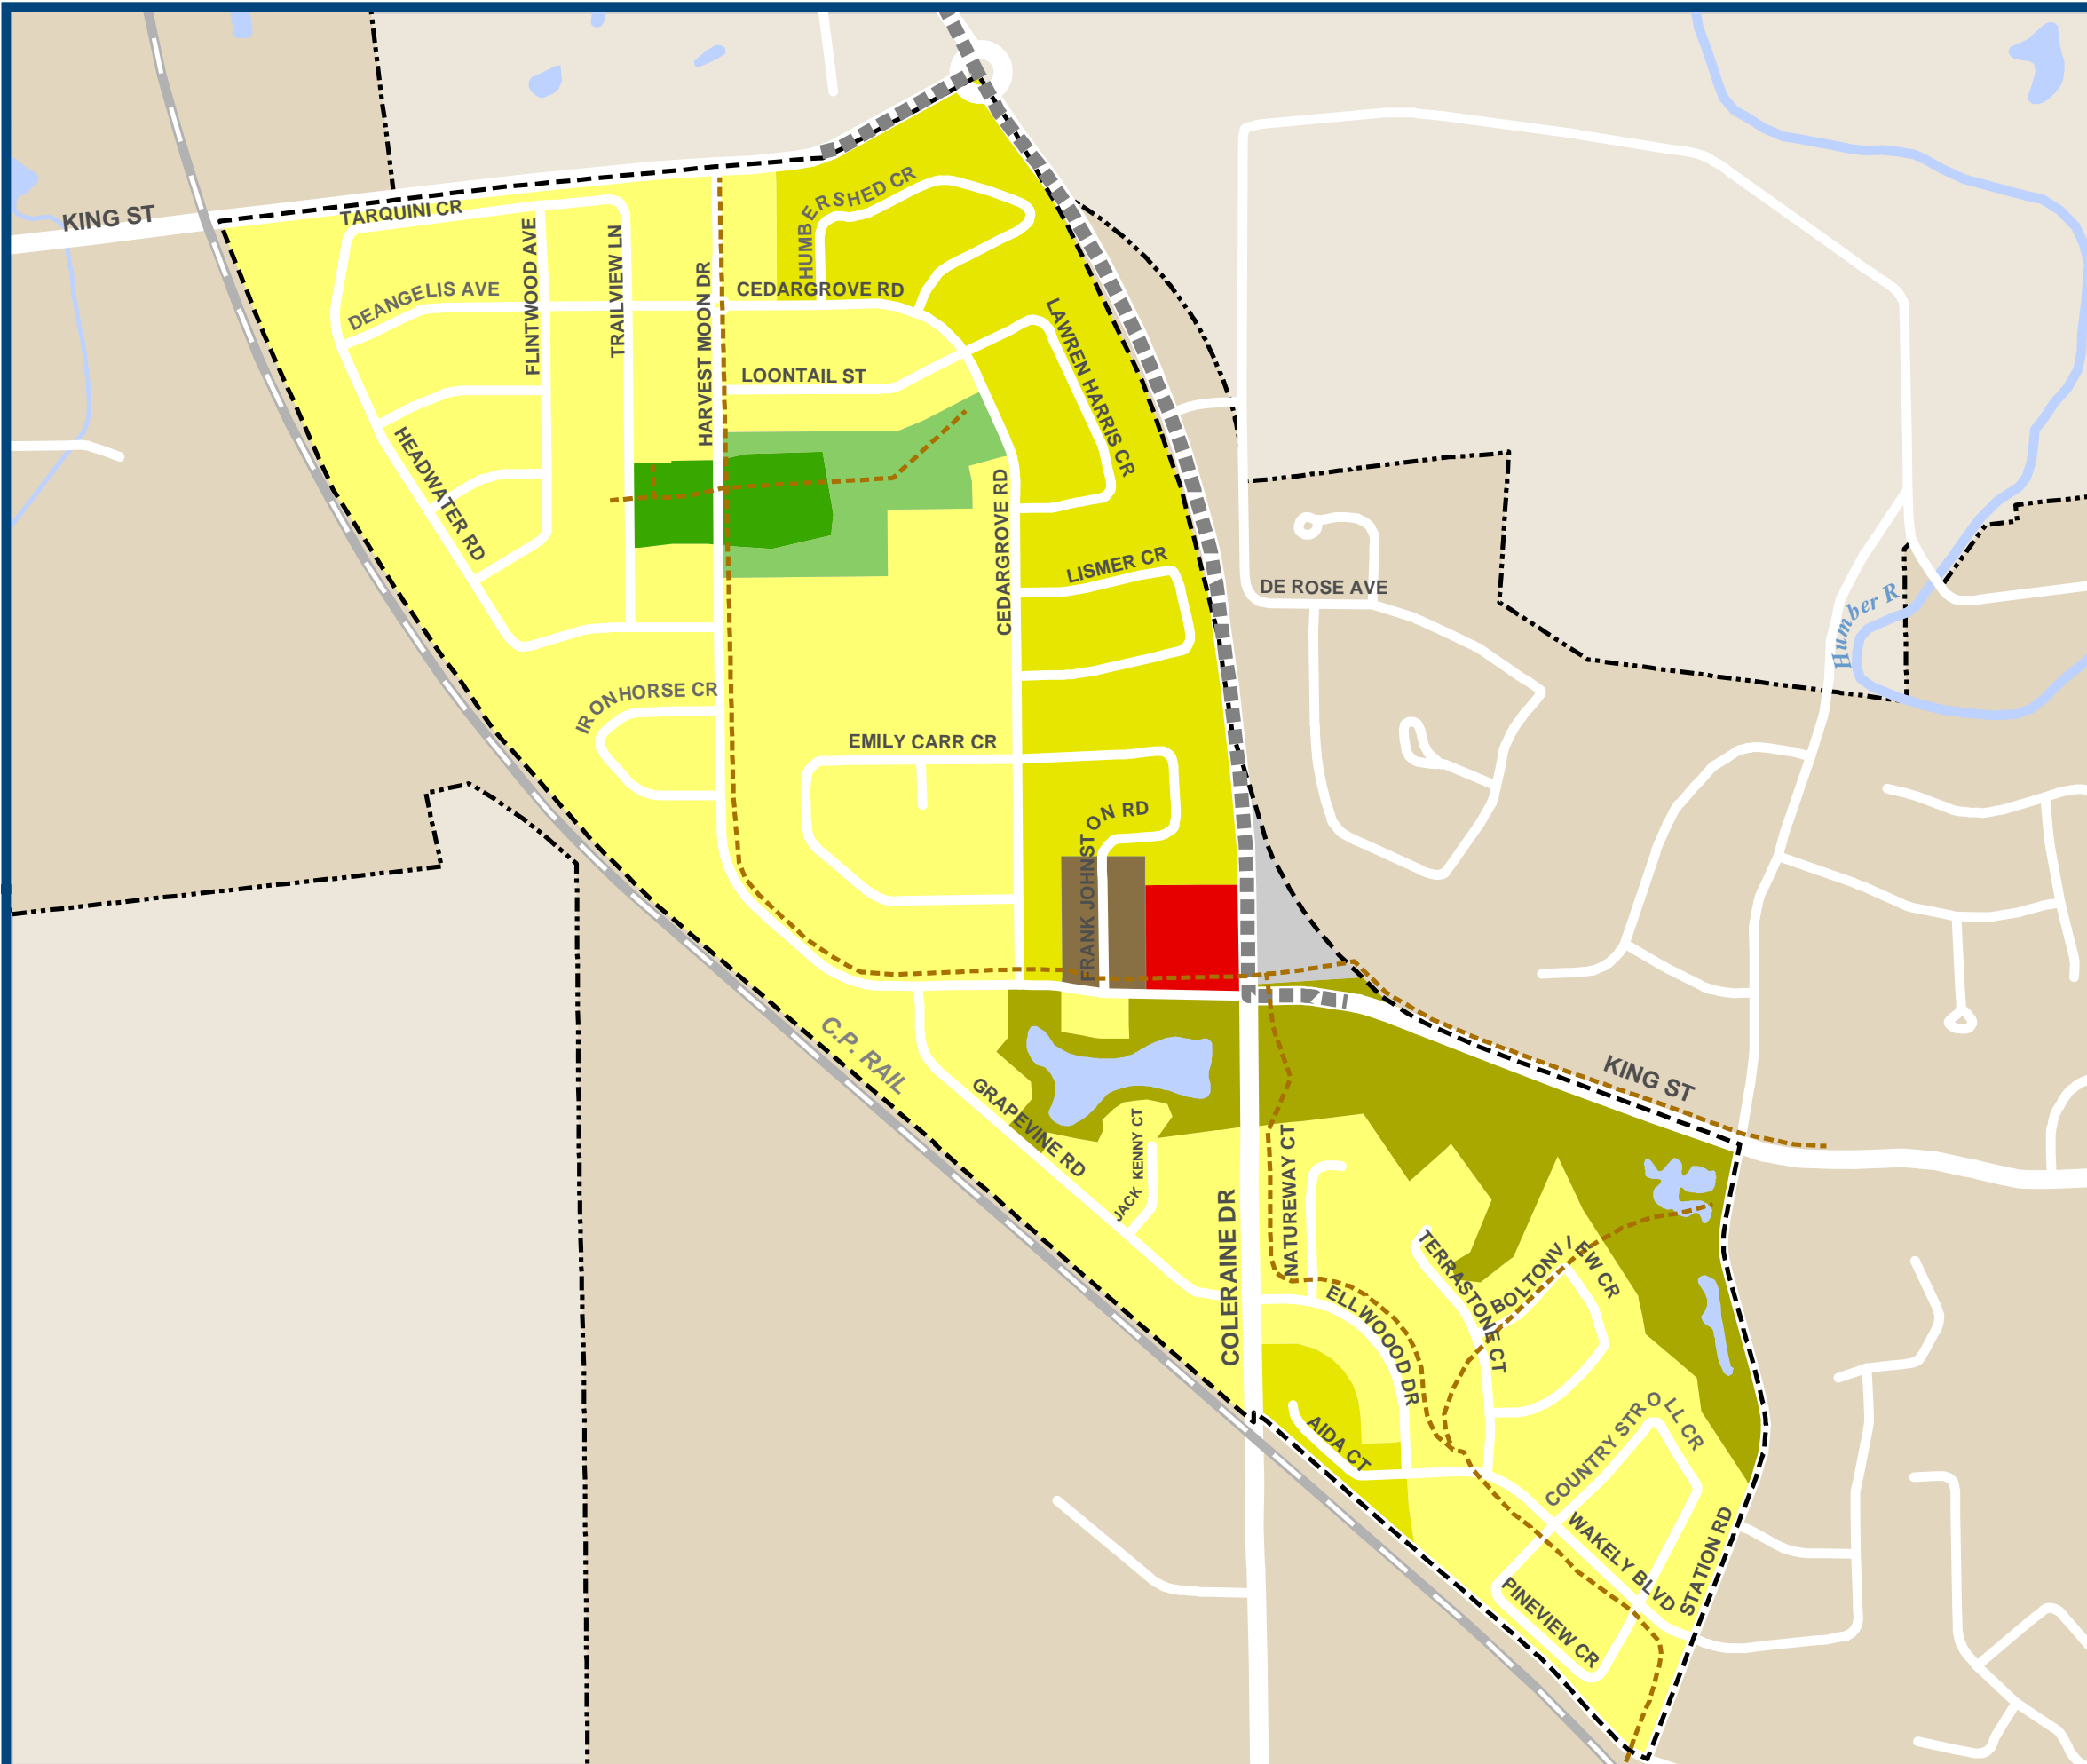 KING ST
TARQUINI CR
HUMBERSHED CR
FLINTWOOD AVE
TRAILVIEW LN
HARVEST MOON DR
DEANGELIS AVE
CEDARGROVE RD
LAWREN HARRIS CR
LOONTAIL ST
HEADWATER RD
CEDARGROVE RD
LISMER CR
DE ROSE AVE
Humber R
IRONHORSE CR
EMILY CARR CR
FRANK JOHNSTON RD
C.P. RAIL
KING ST
GRAPEVINE RD
JACK KENNY CT
NATUREWAY CT
COLERAINE DR
TERRASTONE CT
BOLTONVIEW CR
ELLWOOD DR
AIDA CT
COUNTRY STROLL CR
WAKELY BLVD
STATION RD
PINEVIEW CR